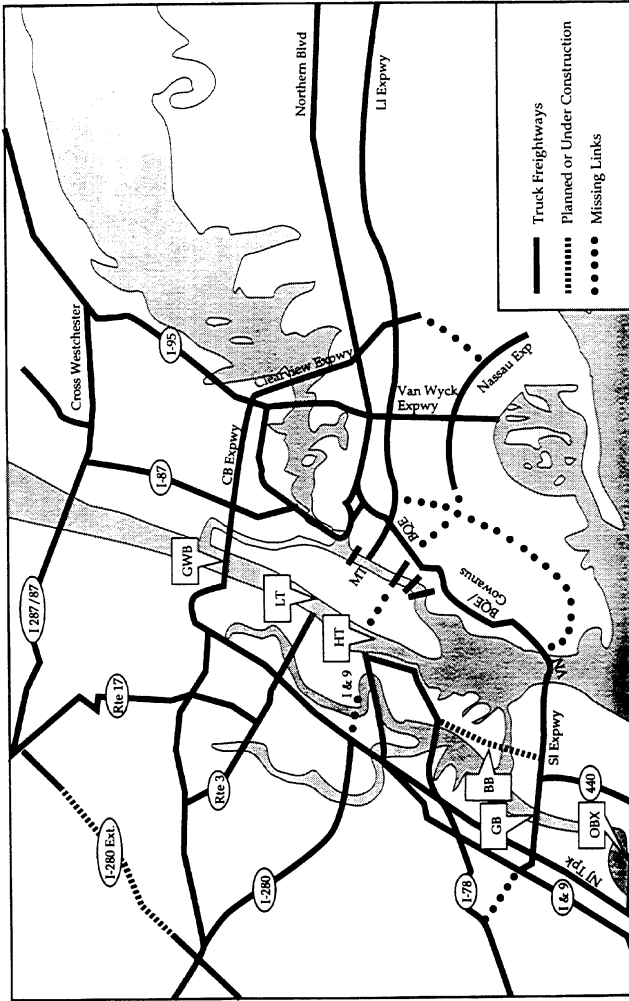 Cross Westchester
I-95
I-87
I 287/87
Rte 17
I-280 Ext.
Northern Blvd
LI Expwy
Clearview Expwy
CB Expwy
GWB
LT
Rte 3
Van Wyck
Expwy
Nassau Exp
MT
BQE
HT
I & 9
I-280
BQE/
Gowanus
VN
SI Expwy
BB
GB
I-78
440
OBX
NJ Tpk
I & 9
Truck Freightways
Planned or Under Construction
Missing Links